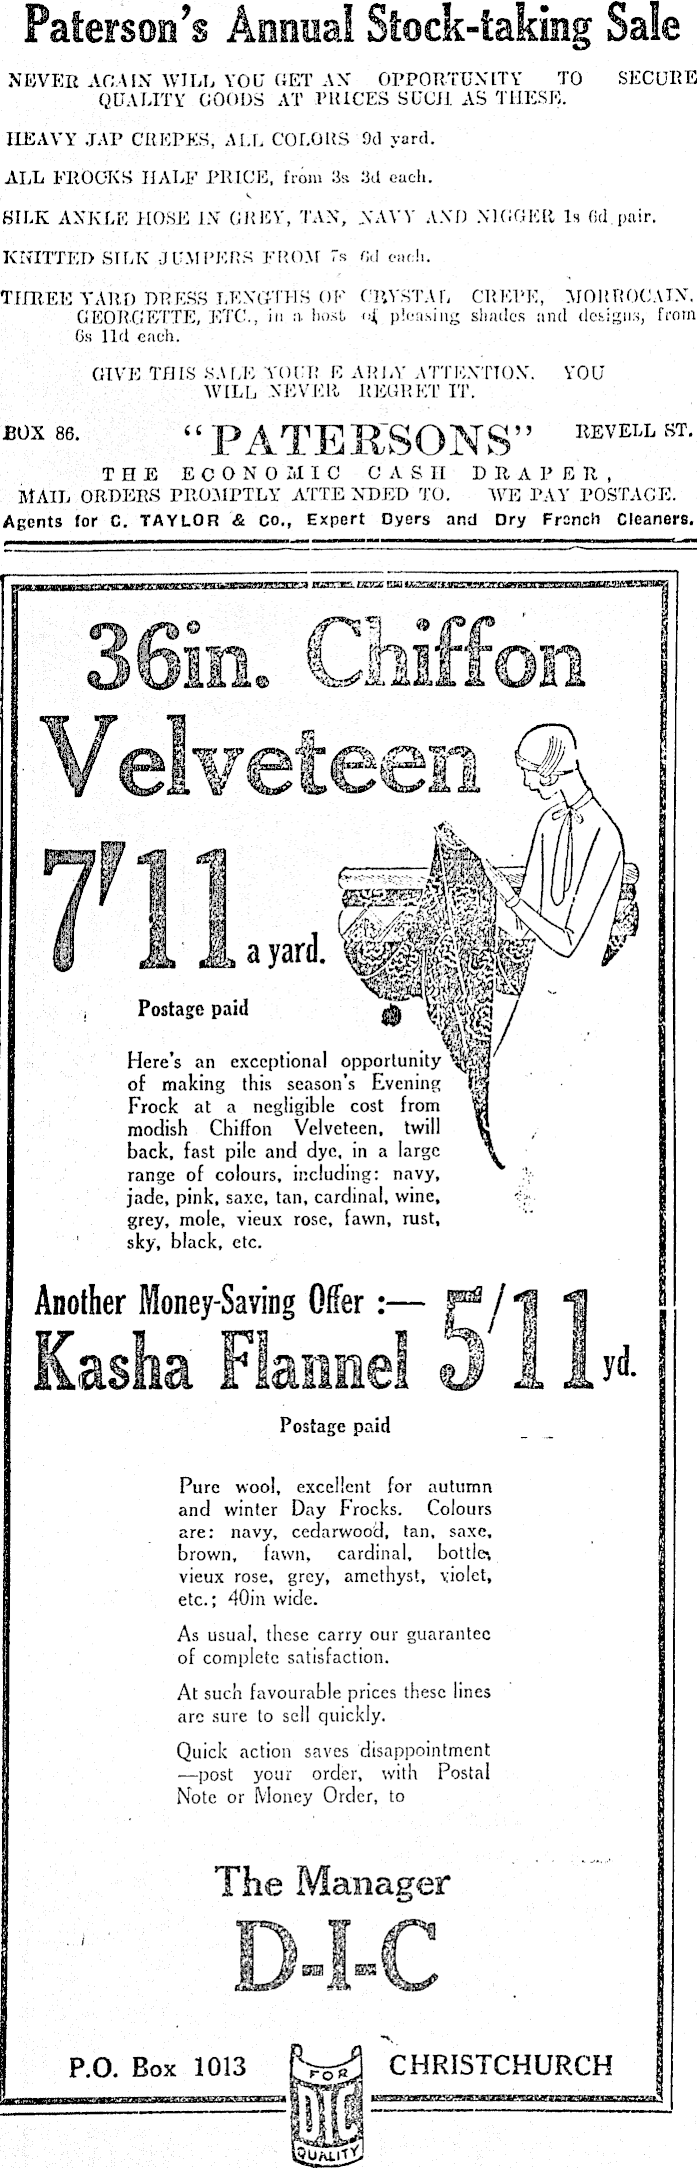 Paterson's Annual Stock-taking Sale
NEVER AGAIN WILL YOU GET AN OPPORTUNITY TO SECURE
QUALITY GOODS AT PRICES SUCH AS THESE.
HEAVY JAP CREPES, ALL COLORS 9d yard.
ALL FROCKS HALF PRICE, from 3s 3d each.
SILK ANKLE HOSE IN GREY, TAN, NAVY AND NIGGER 1s 6d pair.
KNITTED SILK JUMPERS FROM 7s 6d each.
THREE YARD DRESS LENGTHS OF CRYSTAL CREPE, MORROCAIN,
GEORGETTE, ETC., in a host of pleasing shades and designs, from
6s 11d each.
GIVE THIS SALE YOUR E ARLY ATTENTION. YOU
WILL NEVER REGRET IT.
BOX 86. "PATERSONS" REVELL ST.
THE ECONOMIC CASH DRAPER,
MAIL ORDERS PROMPTLY ATTE NDED TO. WE PAY POSTAGE.
Agents for C. TAYLOR & Co., Expert Dyers and Dry French Cleaners.
36in. Chiffon
Velveteen
7'11 a yard.
Postage paid
Here's an exceptional opportunity
of making this season's Evening
Frock at a negligible cost from
modish Chiffon Velveteen, twill
back, fast pile and dye, in a large
range of colours, including: navy,
jade, pink, saxe, tan, cardinal, wine,
grey, mole, vieux rose, fawn, rust,
sky, black, etc.
Another Money-Saving Offer :—
Kasha Flannel 5/11 yd.
Postage paid
Pure wool, excellent for autumn
and winter Day Frocks. Colours
are: navy, cedarwood, tan, saxe,
brown, fawn, cardinal, bottle,
vieux rose, grey, amethyst, violet,
etc.; 40in wide.
As usual, these carry our guarantee
of complete satisfaction.
At such favourable prices these lines
are sure to sell quickly.
Quick action saves disappointment
—post your order, with Postal
Note or Money Order, to
The Manager
D-I-C
P.O. Box 1013 CHRISTCHURCH
FOR
DIC
QUALITY